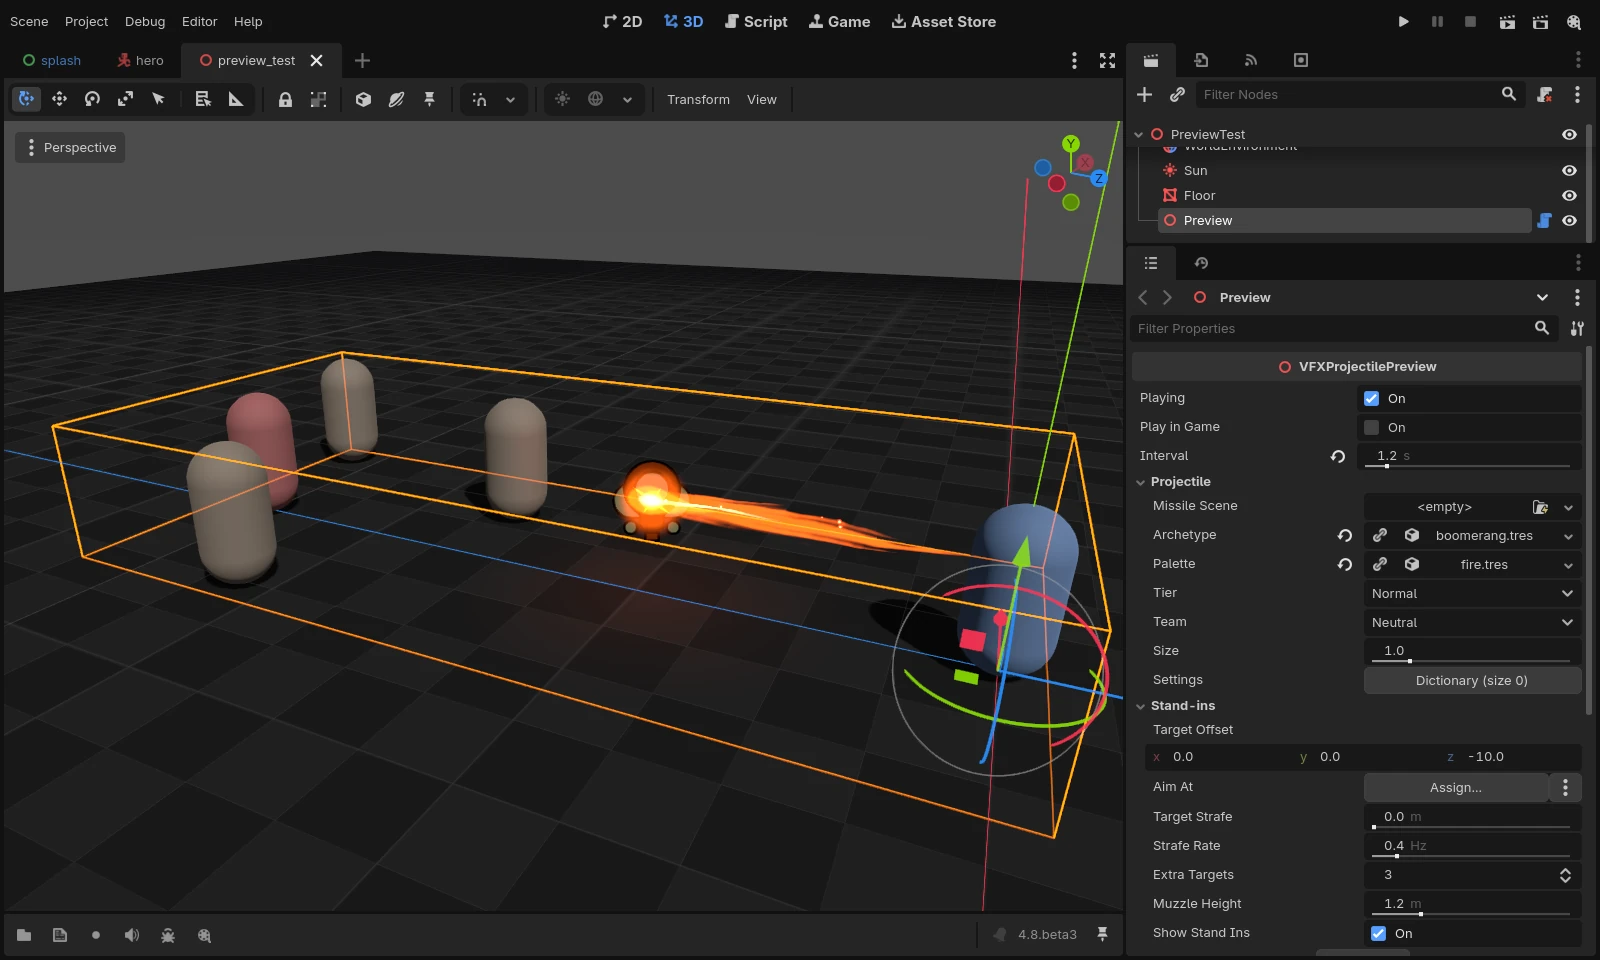 Scene Project Debug Editor Help
2D 3D Script Game Asset Store
splash hero preview_test
Transform View
Perspective
Y
X
Z
Filter Nodes
PreviewTest
WorldEnvironment
Sun
Floor
Preview
Preview
Filter Properties
VFXProjectilePreview
Playing On
Play in Game On
Interval 1.2 s
Projectile
Missile Scene <empty>
Archetype boomerang.tres
Palette fire.tres
Tier Normal
Team Neutral
Size 1.0
Settings Dictionary (size 0)
Stand-ins
Target Offset
x 0.0 y 0.0 z -10.0
Aim At Assign...
Target Strafe 0.0 m
Strafe Rate 0.4 Hz
Extra Targets 3
Muzzle Height 1.2 m
Show Stand Ins On
4.8.beta3